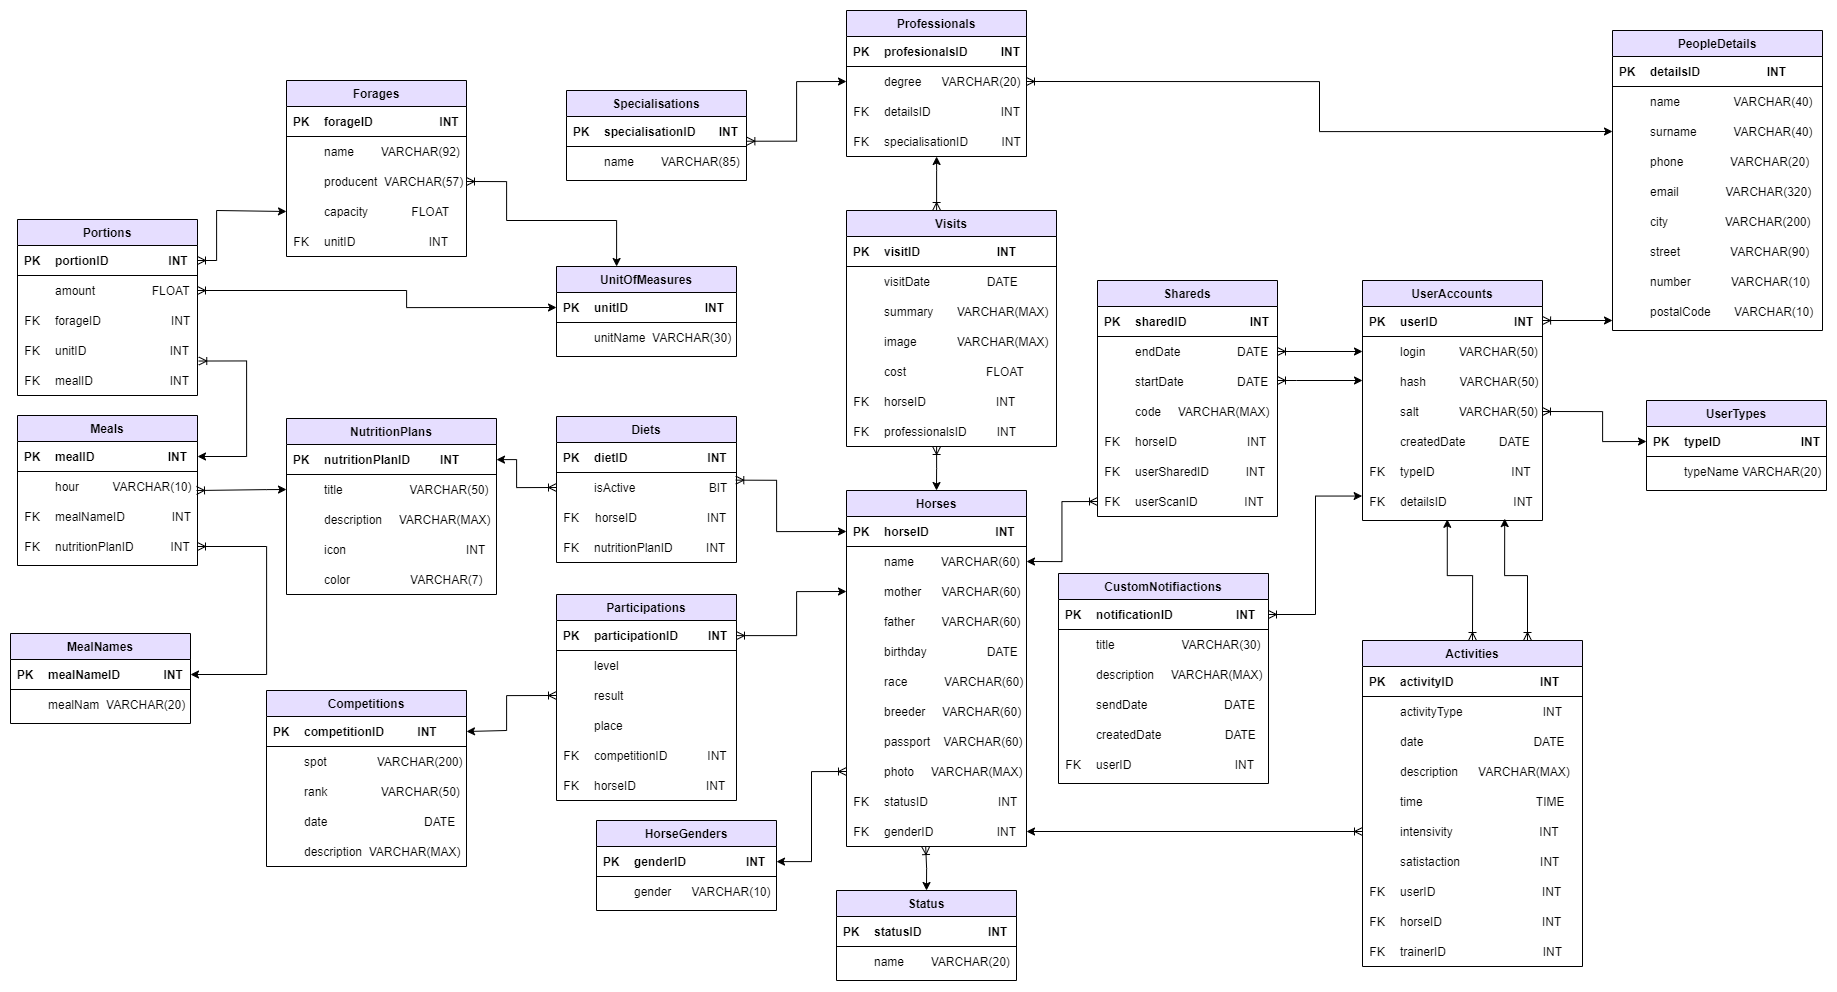 Professionals
PK profesionalsID INT
degree VARCHAR(20)
FK detailsID INT
FK specialisationID INT
PeopleDetails
PK detailsID INT
name VARCHAR(40)
surname VARCHAR(40)
phone VARCHAR(20)
email VARCHAR(320)
city VARCHAR(200)
street VARCHAR(90)
number VARCHAR(10)
postalCode VARCHAR(10)
Forages
PK forageID INT
name VARCHAR(92)
producent VARCHAR(57)
capacity FLOAT
FK unitID INT
Specialisations
PK specialisationID INT
name VARCHAR(85)
Portions
PK portionID INT
amount FLOAT
FK forageID INT
FK unitID INT
FK mealID INT
UnitOfMeasures
PK unitID INT
unitName VARCHAR(30)
Visits
PK visitID INT
visitDate DATE
summary VARCHAR(MAX)
image VARCHAR(MAX)
cost FLOAT
FK horseID INT
FK professionalsID INT
Shareds
PK sharedID INT
endDate DATE
startDate DATE
code VARCHAR(MAX)
FK horseID INT
FK userSharedID INT
FK userScanID INT
UserAccounts
PK userID INT
login VARCHAR(50)
hash VARCHAR(50)
salt VARCHAR(50)
createdDate DATE
FK typeID INT
FK detailsID INT
UserTypes
PK typeID INT
typeName VARCHAR(20)
Meals
PK mealID INT
hour VARCHAR(10)
FK mealNameID INT
FK nutritionPlanID INT
NutritionPlans
PK nutritionPlanID INT
title VARCHAR(50)
description VARCHAR(MAX)
icon INT
color VARCHAR(7)
Diets
PK dietID INT
isActive BIT
FK horseID INT
FK nutritionPlanID INT
Horses
PK horseID INT
name VARCHAR(60)
mother VARCHAR(60)
father VARCHAR(60)
birthday DATE
race VARCHAR(60)
breeder VARCHAR(60)
passport VARCHAR(60)
photo VARCHAR(MAX)
FK statusID INT
FK genderID INT
CustomNotifiactions
PK notificationID INT
title VARCHAR(30)
description VARCHAR(MAX)
sendDate DATE
createdDate DATE
FK userID INT
Participations
PK participationID INT
level
result
place
FK competitionID INT
FK horseID INT
MealNames
PK mealNameID INT
mealNam VARCHAR(20)
Competitions
PK competitionID INT
spot VARCHAR(200)
rank VARCHAR(50)
date DATE
description VARCHAR(MAX)
Activities
PK activityID INT
activityType INT
date DATE
description VARCHAR(MAX)
time TIME
intensivity INT
satistaction INT
FK userID INT
FK horseID INT
FK trainerID INT
HorseGenders
PK genderID INT
gender VARCHAR(10)
Status
PK statusID INT
name VARCHAR(20)